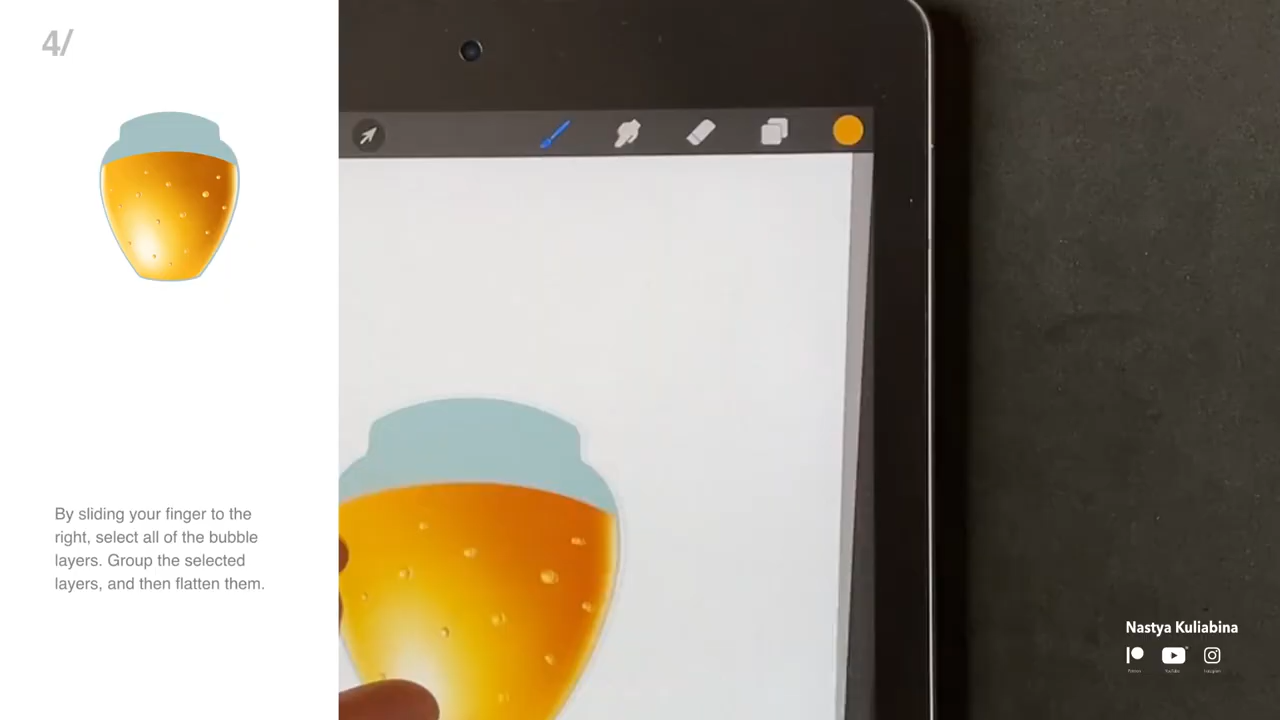 4/
By sliding your finger to the
right, select all of the bubble
layers. Group the selected
layers, and then flatten them.
Nastya Kuliabina